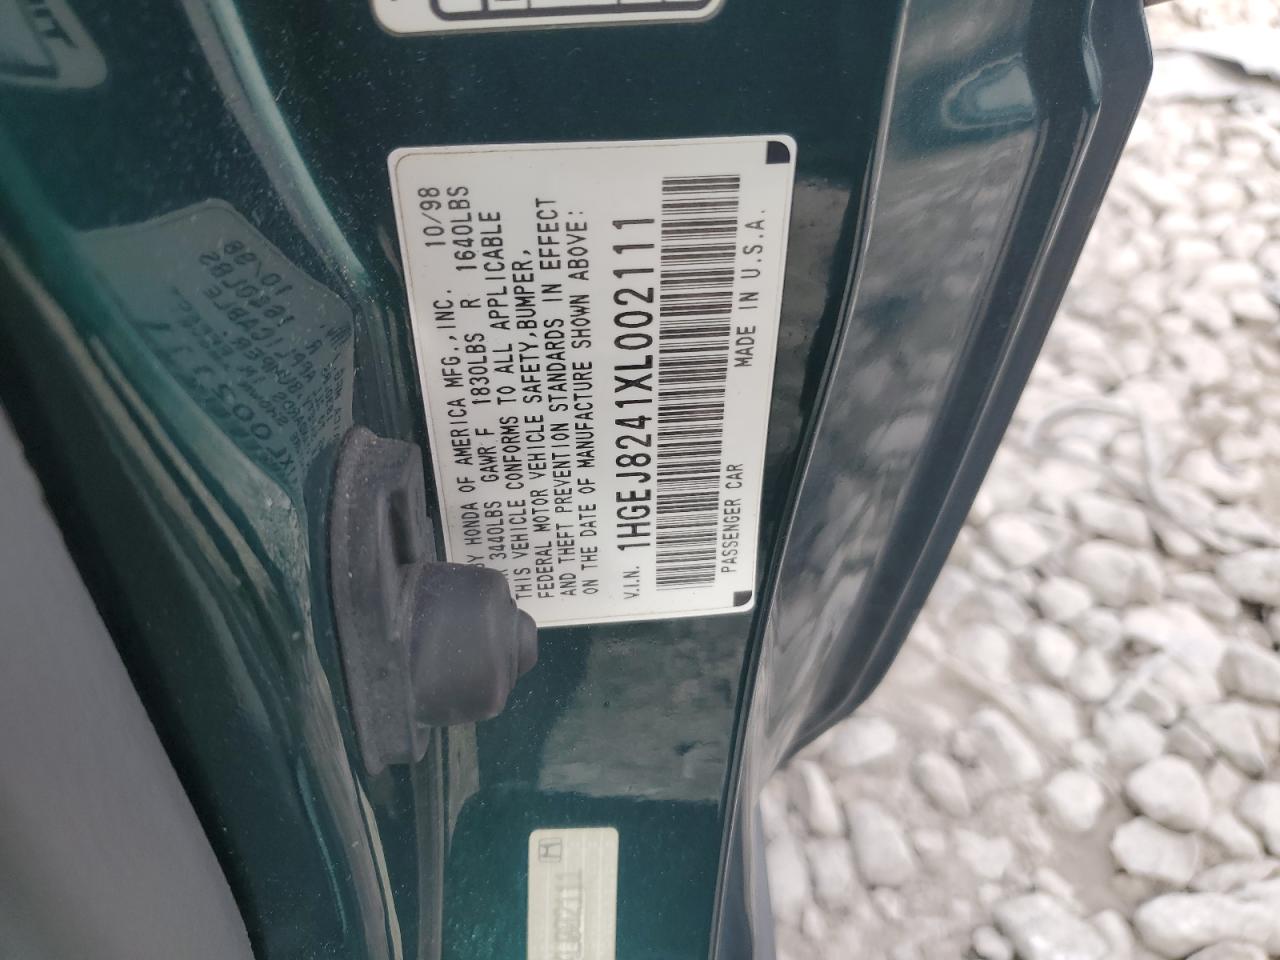 BY HONDA OF AMERICA MFG.,INC. 10/98
3440LBS GAWR F 1830LBS R 1640LBS
THIS VEHICLE CONFORMS TO ALL APPLICABLE
FEDERAL MOTOR VEHICLE SAFETY,BUMPER,
AND THEFT PREVENTION STANDARDS IN EFFECT
ON THE DATE OF MANUFACTURE SHOWN ABOVE:
V.I.N. 1HGEJ8241XL002111
PASSENGER CAR MADE IN U.S.A.